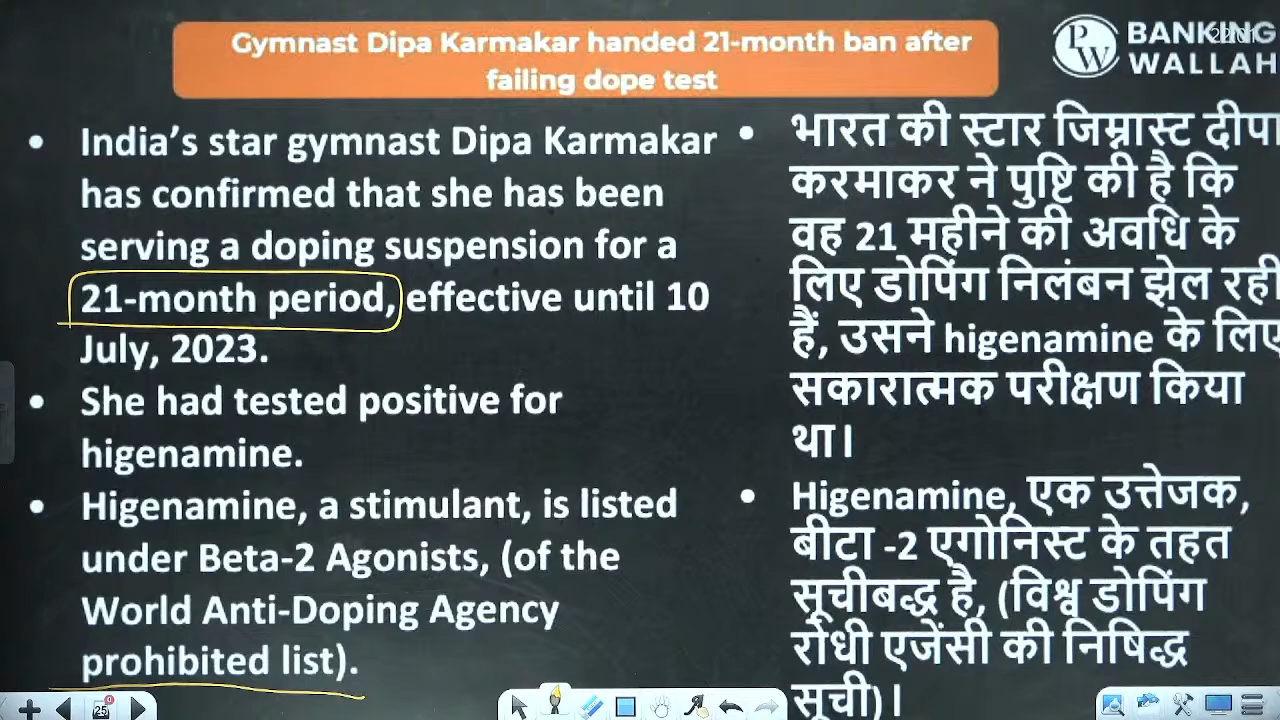 Gymnast Dipa Karmakar handed 21-month ban after
failing dope test
PW
BANKING
WALLAH
• India’s star gymnast Dipa Karmakar
has confirmed that she has been
serving a doping suspension for a
21-month period, effective until 10
July, 2023.
• She had tested positive for
higenamine.
• Higenamine, a stimulant, is listed
under Beta-2 Agonists, (of the
World Anti-Doping Agency
prohibited list).
• भारत की स्टार जिम्नास्ट दीपा
करमाकर ने पुष्टि की है कि
वह 21 महीने की अवधि के
लिए डोपिंग निलंबन झेल रही
हैं, उसने higenamine के लिए
सकारात्मक परीक्षण किया
था।
• Higenamine, एक उत्तेजक,
बीटा -2 एगोनिस्ट के तहत
सूचीबद्ध है, (विश्व डोपिंग
रोधी एजेंसी की निषिद्ध
सूची)।
25